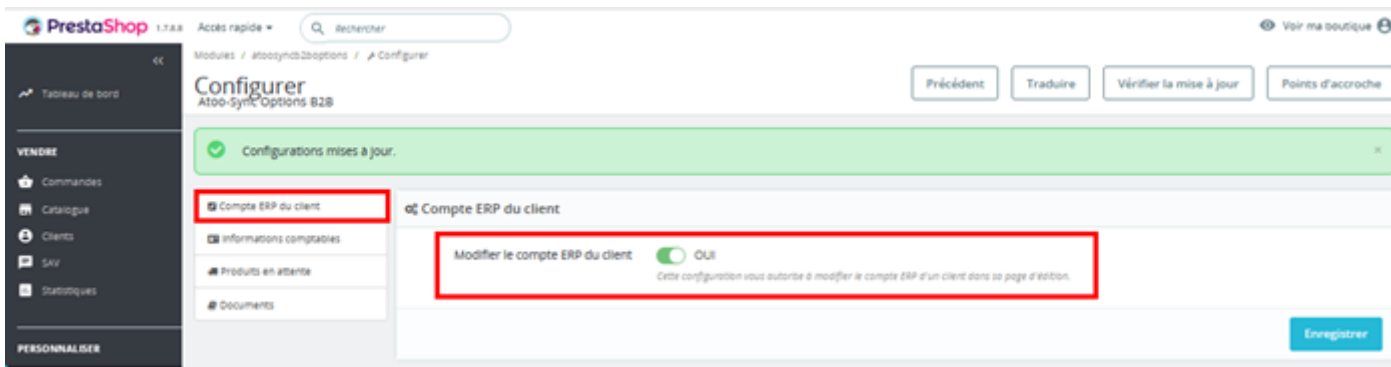 PrestaShop 1.7.8.8 Accès rapide Rechercher Voir ma boutique
Modules / atoosyncb2boptions / Configurer
Configurer
Atoo-Sync Options B2B
Précédent Traduire Vérifier la mise à jour Points d'accroche
Tableau de bord
Configurations mises à jour.
VENDRE
Commandes
Catalogue
Clients
SAV
Statistiques
PERSONNALISER
Compte ERP du client
Informations comptables
Produits en attente
Documents
Compte ERP du client
Modifier le compte ERP du client OUI
Cette configuration vous autorise à modifier le compte ERP d'un client dans sa page d'édition.
Enregistrer